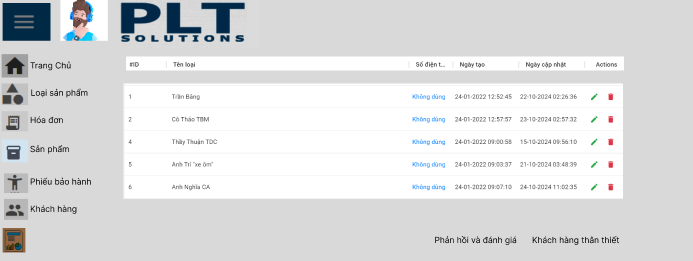 PLT
SOLUTIONS
Trang Chủ
Loại sản phẩm
Hóa đơn
Sản phẩm
Phiếu bảo hành
Khách hàng
#ID Tên loại Số điện t... Ngày tạo Ngày cập nhật Actions
1 Trần Băng Không dùng 24-01-2022 12:52:45 22-10-2024 02:26:36
2 Cô Thảo TBM Không dùng 24-01-2022 12:57:57 23-10-2024 02:57:32
4 Thầy Thuận TDC Không dùng 24-01-2022 09:00:58 15-10-2024 09:56:10
5 Anh Trí "xe ôm" Không dùng 24-01-2022 09:03:37 21-10-2024 03:48:39
6 Anh Nghĩa CA Không dùng 24-01-2022 09:07:10 24-10-2024 11:02:35
Phản hồi và đánh giá Khách hàng thân thiết